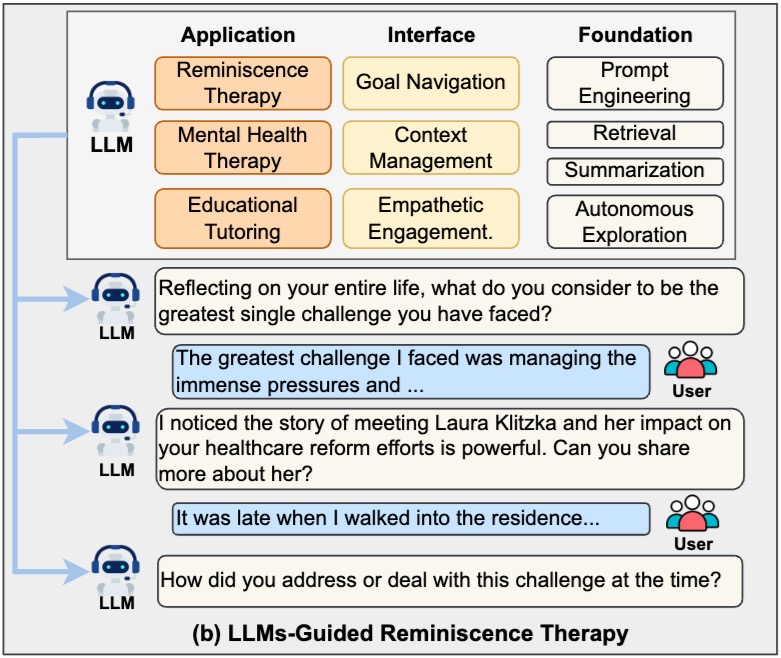 Application
Interface
Foundation
LLM
Reminiscence
Therapy
Goal Navigation
Prompt
Engineering
Mental Health
Therapy
Context
Management
Retrieval
Summarization
Educational
Tutoring
Empathetic
Engagement.
Autonomous
Exploration
LLM
Reflecting on your entire life, what do you consider to be the
greatest single challenge you have faced?
The greatest challenge I faced was managing the
immense pressures and ...
User
LLM
I noticed the story of meeting Laura Klitzka and her impact on
your healthcare reform efforts is powerful. Can you share
more about her?
It was late when I walked into the residence...
User
LLM
How did you address or deal with this challenge at the time?
(b) LLMs-Guided Reminiscence Therapy